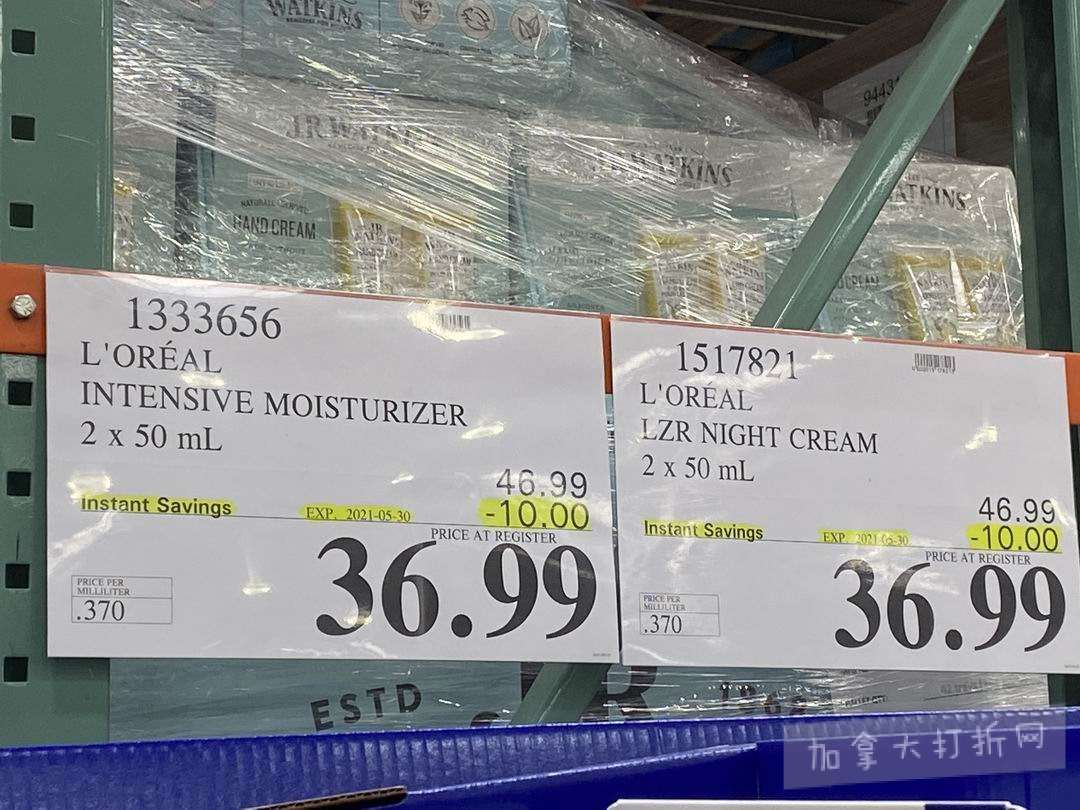 WATKINS
J.R. WATKINS
J.R. WATKINS
WATKINS
HAND CREAM
9443
1333656
L'ORÉAL
INTENSIVE MOISTURIZER
2 x 50 mL
46.99
Instant Savings EXP. 2021-05-30 -10.00
PRICE AT REGISTER
36.99
PRICE PER
MILLILITER
.370
1517821
L'ORÉAL
LZR NIGHT CREAM
2 x 50 mL
46.99
Instant Savings EXP. 2021-05-30 -10.00
PRICE AT REGISTER
36.99
PRICE PER
MILLILITER
.370
ESTD
加拿大打折网